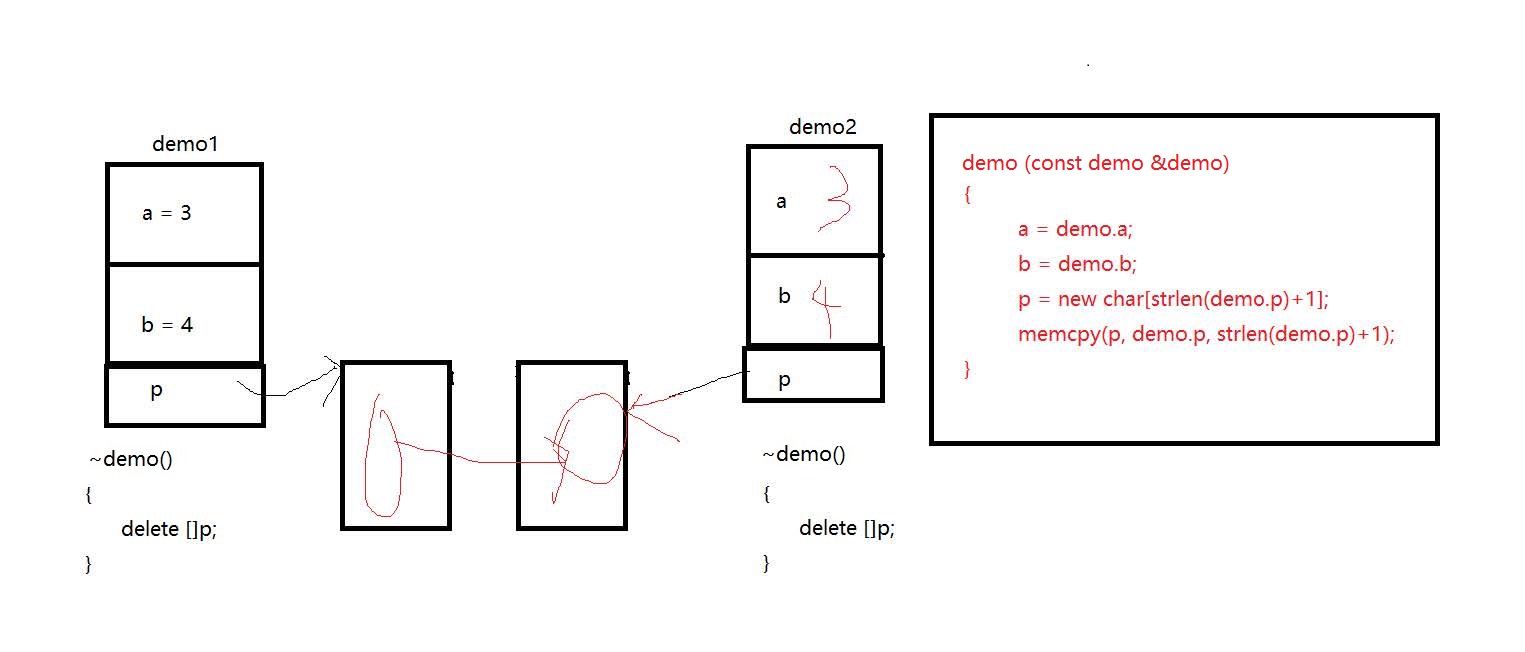 demo1
a = 3
b = 4
p
~demo()
{
delete []p;
}
demo2
a 3
b 4
p
~demo()
{
delete []p;
}
demo (const demo &demo)
{
a = demo.a;
b = demo.b;
p = new char[strlen(demo.p)+1];
memcpy(p, demo.p, strlen(demo.p)+1);
}